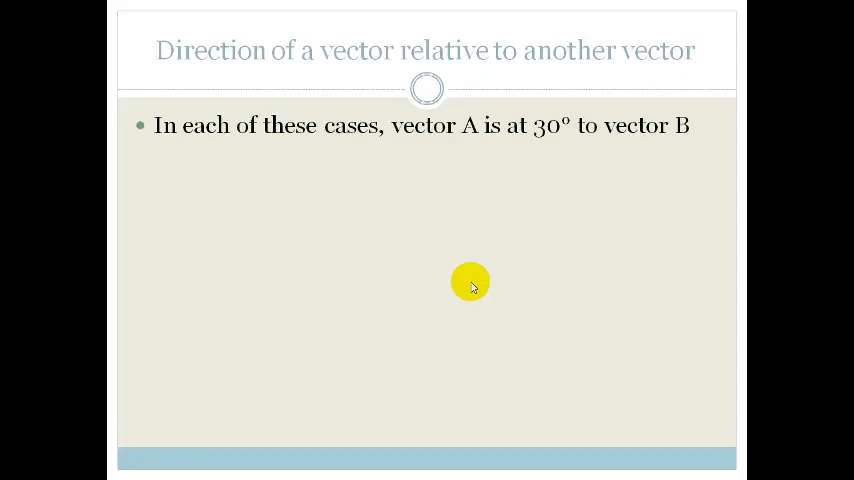 Direction of a vector relative to another vector
• In each of these cases, vector A is at 30° to vector B